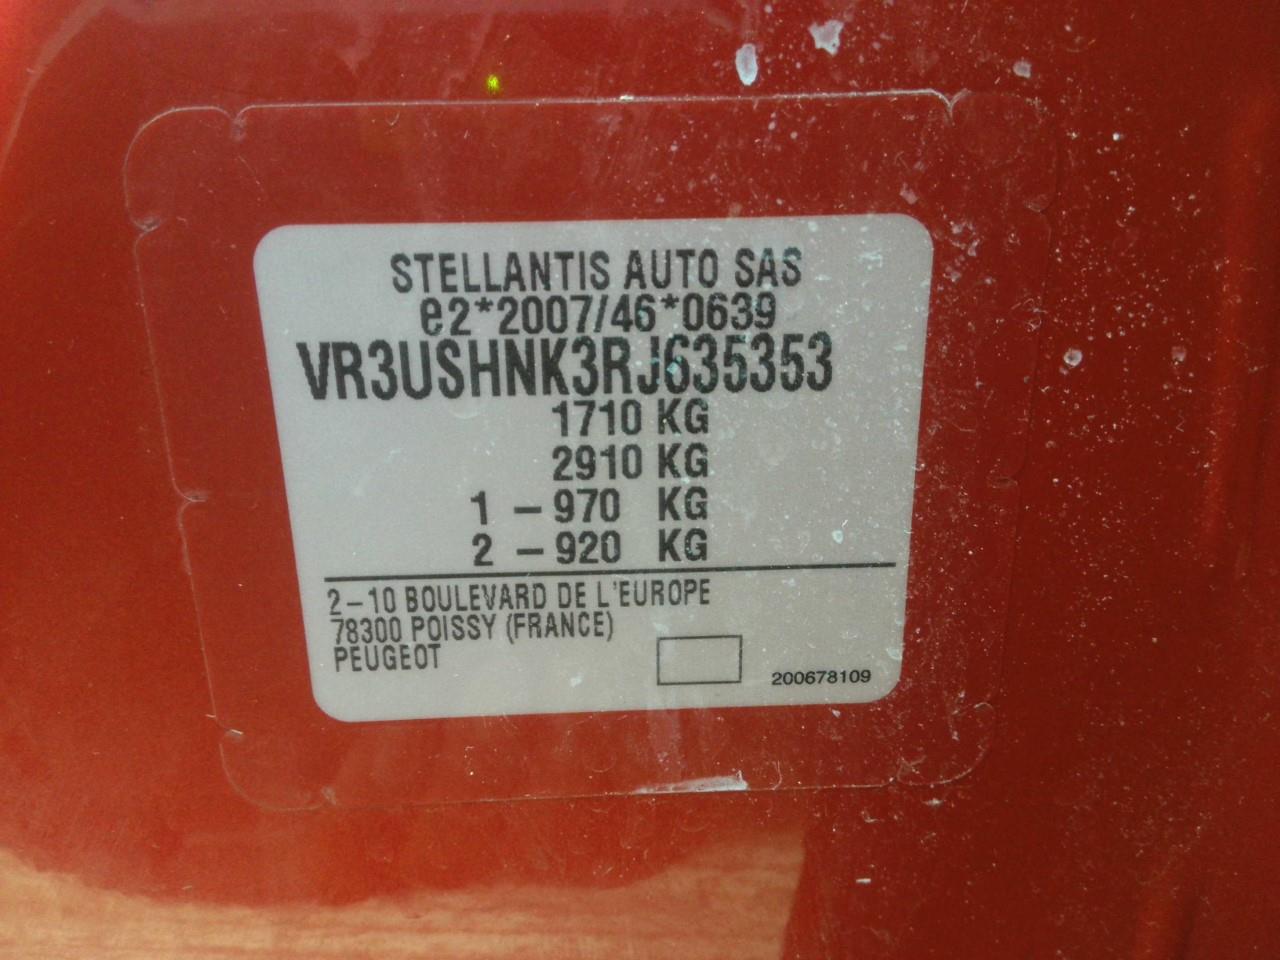 STELLANTIS AUTO SAS
e2*2007/46*0639
VR3USHNK3RJ635353
1710 KG
2910 KG
1 - 970 KG
2 - 920 KG
2-10 BOULEVARD DE L'EUROPE
78300 POISSY (FRANCE)
PEUGEOT
200678109